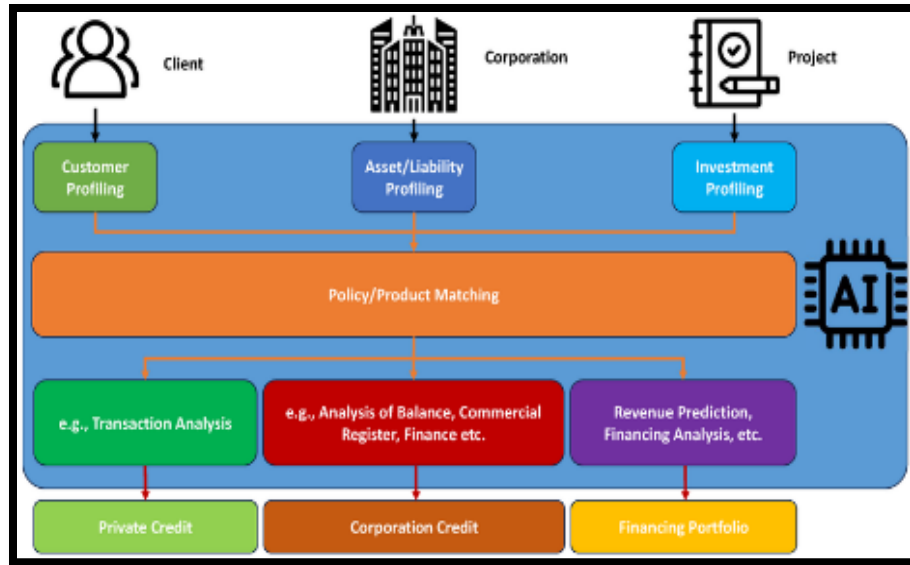 Client
Corporation
Project
Customer
Profiling
Asset/Liability
Profiling
Investment
Profiling
Policy/Product Matching
AI
e.g., Transaction Analysis
e.g., Analysis of Balance, Commercial
Register, Finance etc.
Revenue Prediction,
Financing Analysis, etc.
Private Credit
Corporation Credit
Financing Portfolio